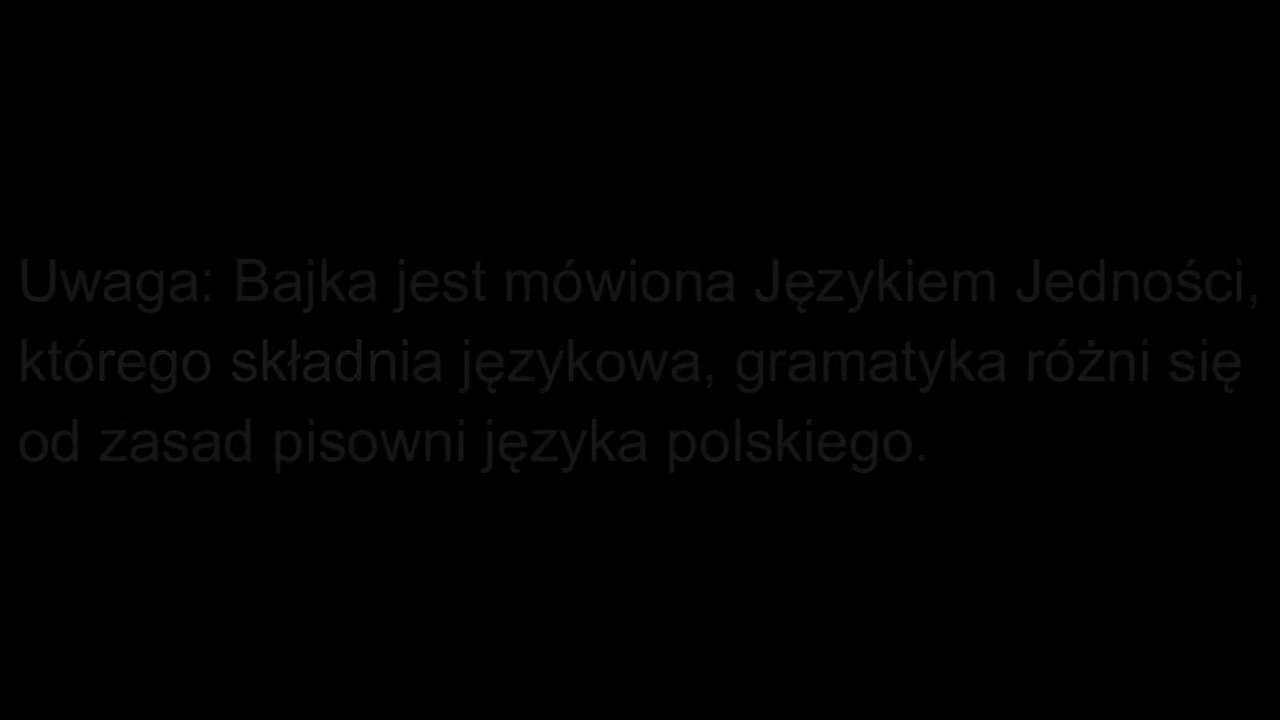 Uwaga: Bajka jest mówiona Językiem Jedności,
którego składnia językowa, gramatyka różni się
od zasad pisowni języka polskiego.